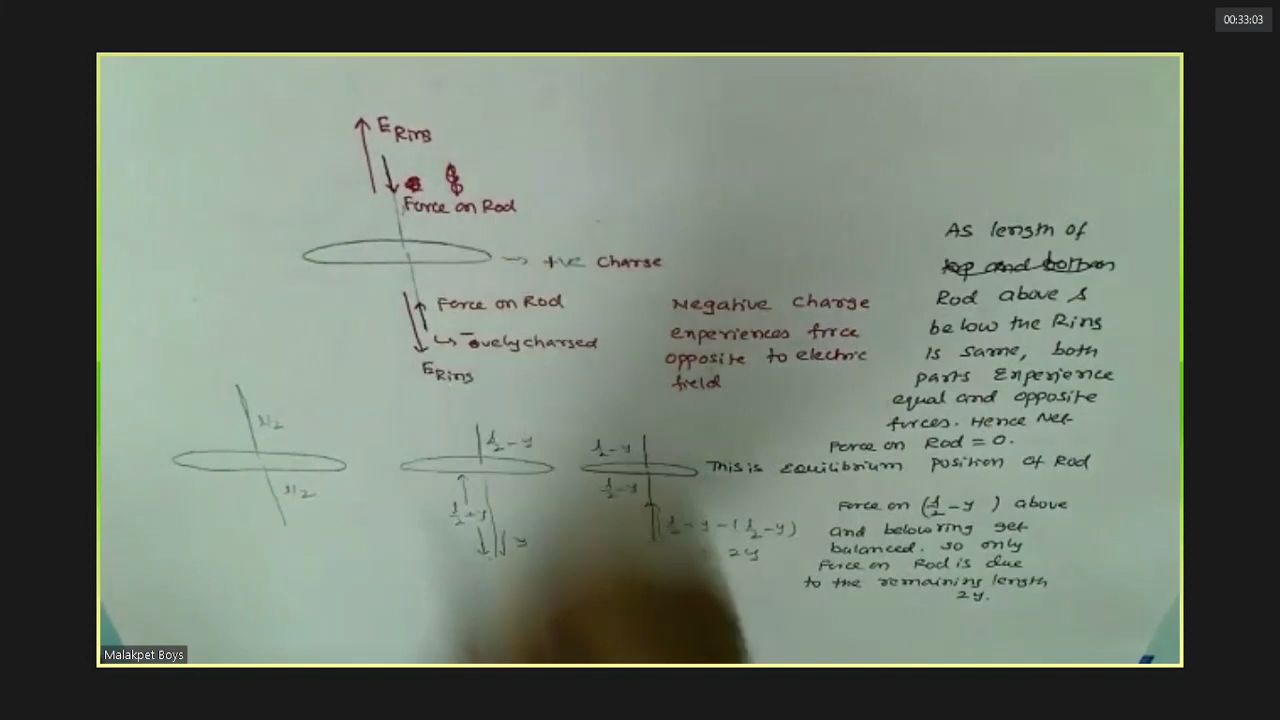 00:33:03
E Ring
Force on Rod
→ +ve charge
Force on Rod
↳ -vely charged
E Ring
Negative charge
experiences force
opposite to electric
field
As length of
Rod above &
below the Ring
is same, both
parts Experience
equal and opposite
forces. Hence Net
Force on Rod = 0.
This is Equilibrium position of Rod
l/2
l/2
l/2 - y
l/2 + y
y
l/2 - y
l/2 - y
- y - (l/2 - y)
2y
Force on (l/2 - y) above
and below ring get
balanced. so only
Force on Rod is due
to the remaining length
2y.
Malakpet Boys